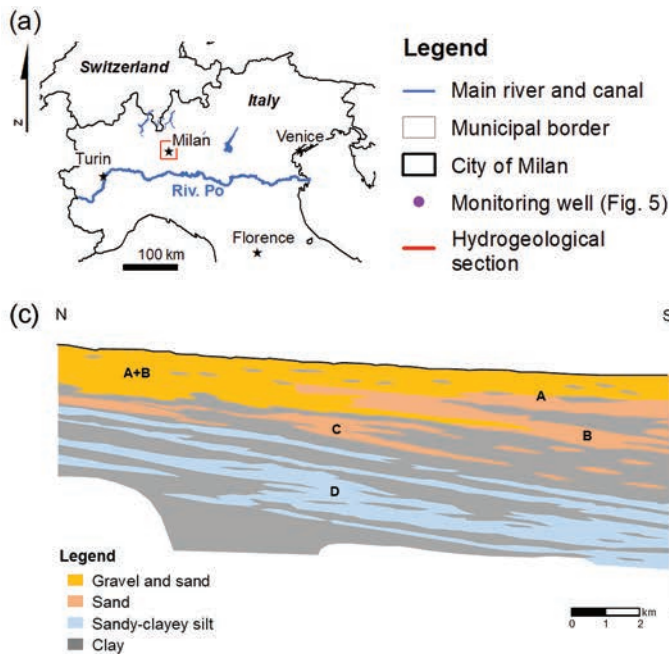 (a)
N
Switzerland
Italy
Milan
Venice
Turin
Riv. Po
Florence
100 km
Legend
Main river and canal
Municipal border
City of Milan
Monitoring well (Fig. 5)
Hydrogeological
section
(c)
N
S
A+B
A
C
B
D
Legend
Gravel and sand
Sand
Sandy-clayey silt
Clay
km
0 1 2